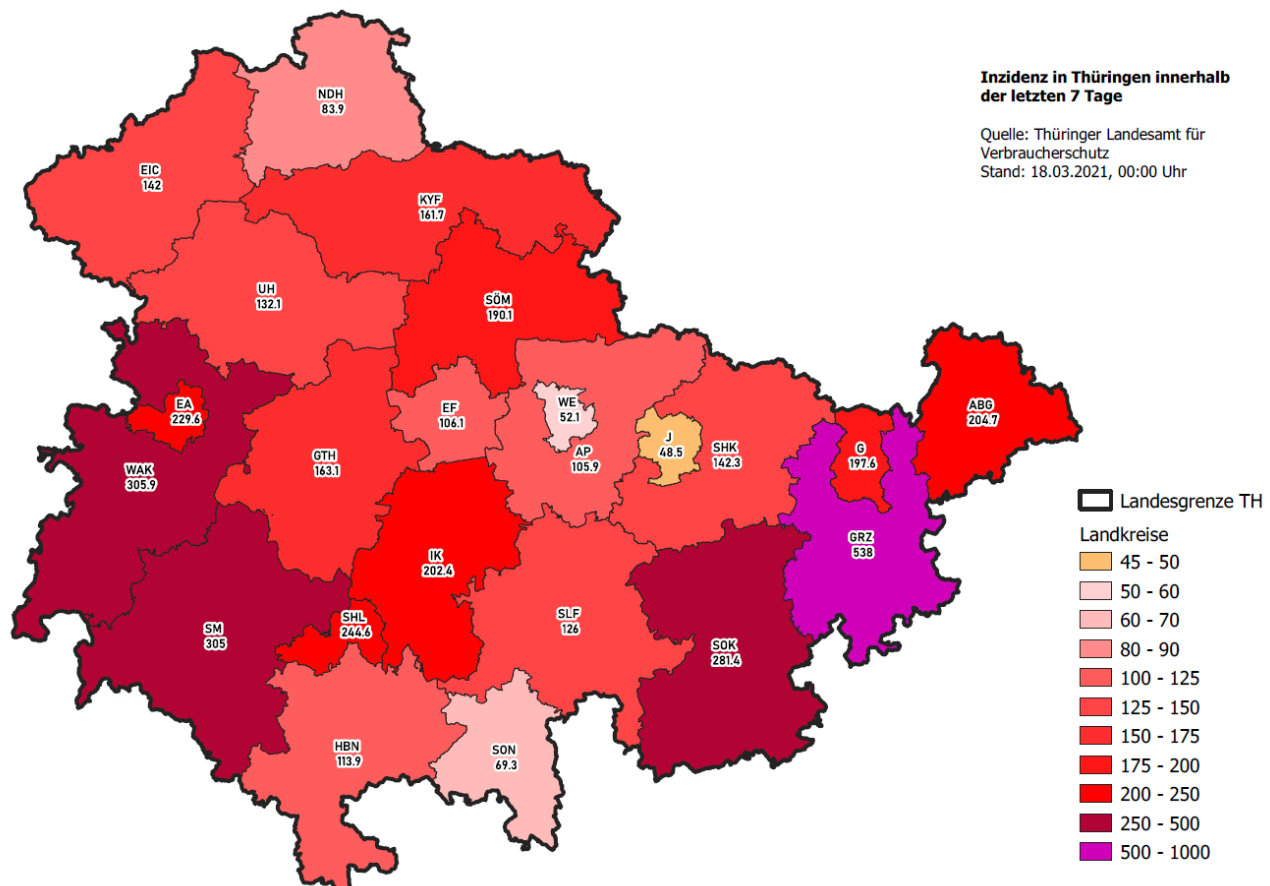 Inzidenz in Thüringen innerhalb
der letzten 7 Tage
Quelle: Thüringer Landesamt für
Verbraucherschutz
Stand: 18.03.2021, 00:00 Uhr
NDH
83.9
EIC
142
KYF
161.7
UH
132.1
SÖM
190.1
EA
229.6
WAK
305.9
GTH
163.1
EF
106.1
WE
52.1
AP
105.9
J
48.5
SHK
142.3
G
197.6
ABG
204.7
GRZ
538
IK
202.4
SHL
244.6
SM
305
SLF
126
SOK
281.4
HBN
113.9
SON
69.3
Landesgrenze TH
Landkreise
45 - 50
50 - 60
60 - 70
80 - 90
100 - 125
125 - 150
150 - 175
175 - 200
200 - 250
250 - 500
500 - 1000